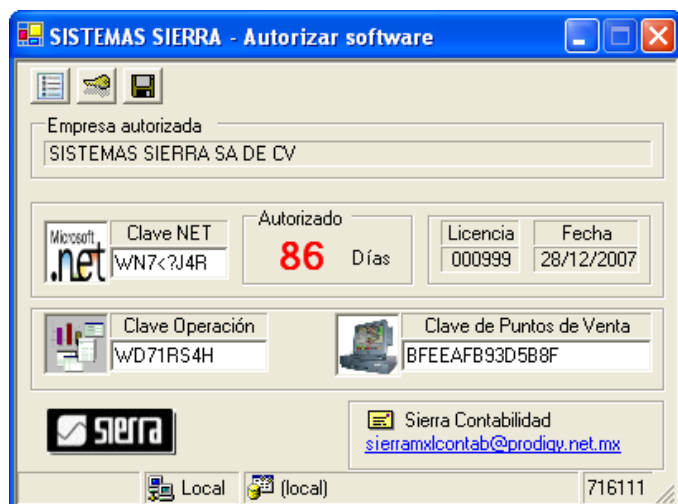 SISTEMAS SIERRA - Autorizar software
Empresa autorizada
SISTEMAS SIERRA SA DE CV
Microsoft .net
Clave NET
WN7<?J4R
Autorizado
86 Días
Licencia
000999
Fecha
28/12/2007
Clave Operación
WD71RS4H
Clave de Puntos de Venta
BFEEAFB93D5B8F
sierra
Sierra Contabilidad
sierramxlcontab@prodigy.net.mx
Local
(local)
716111